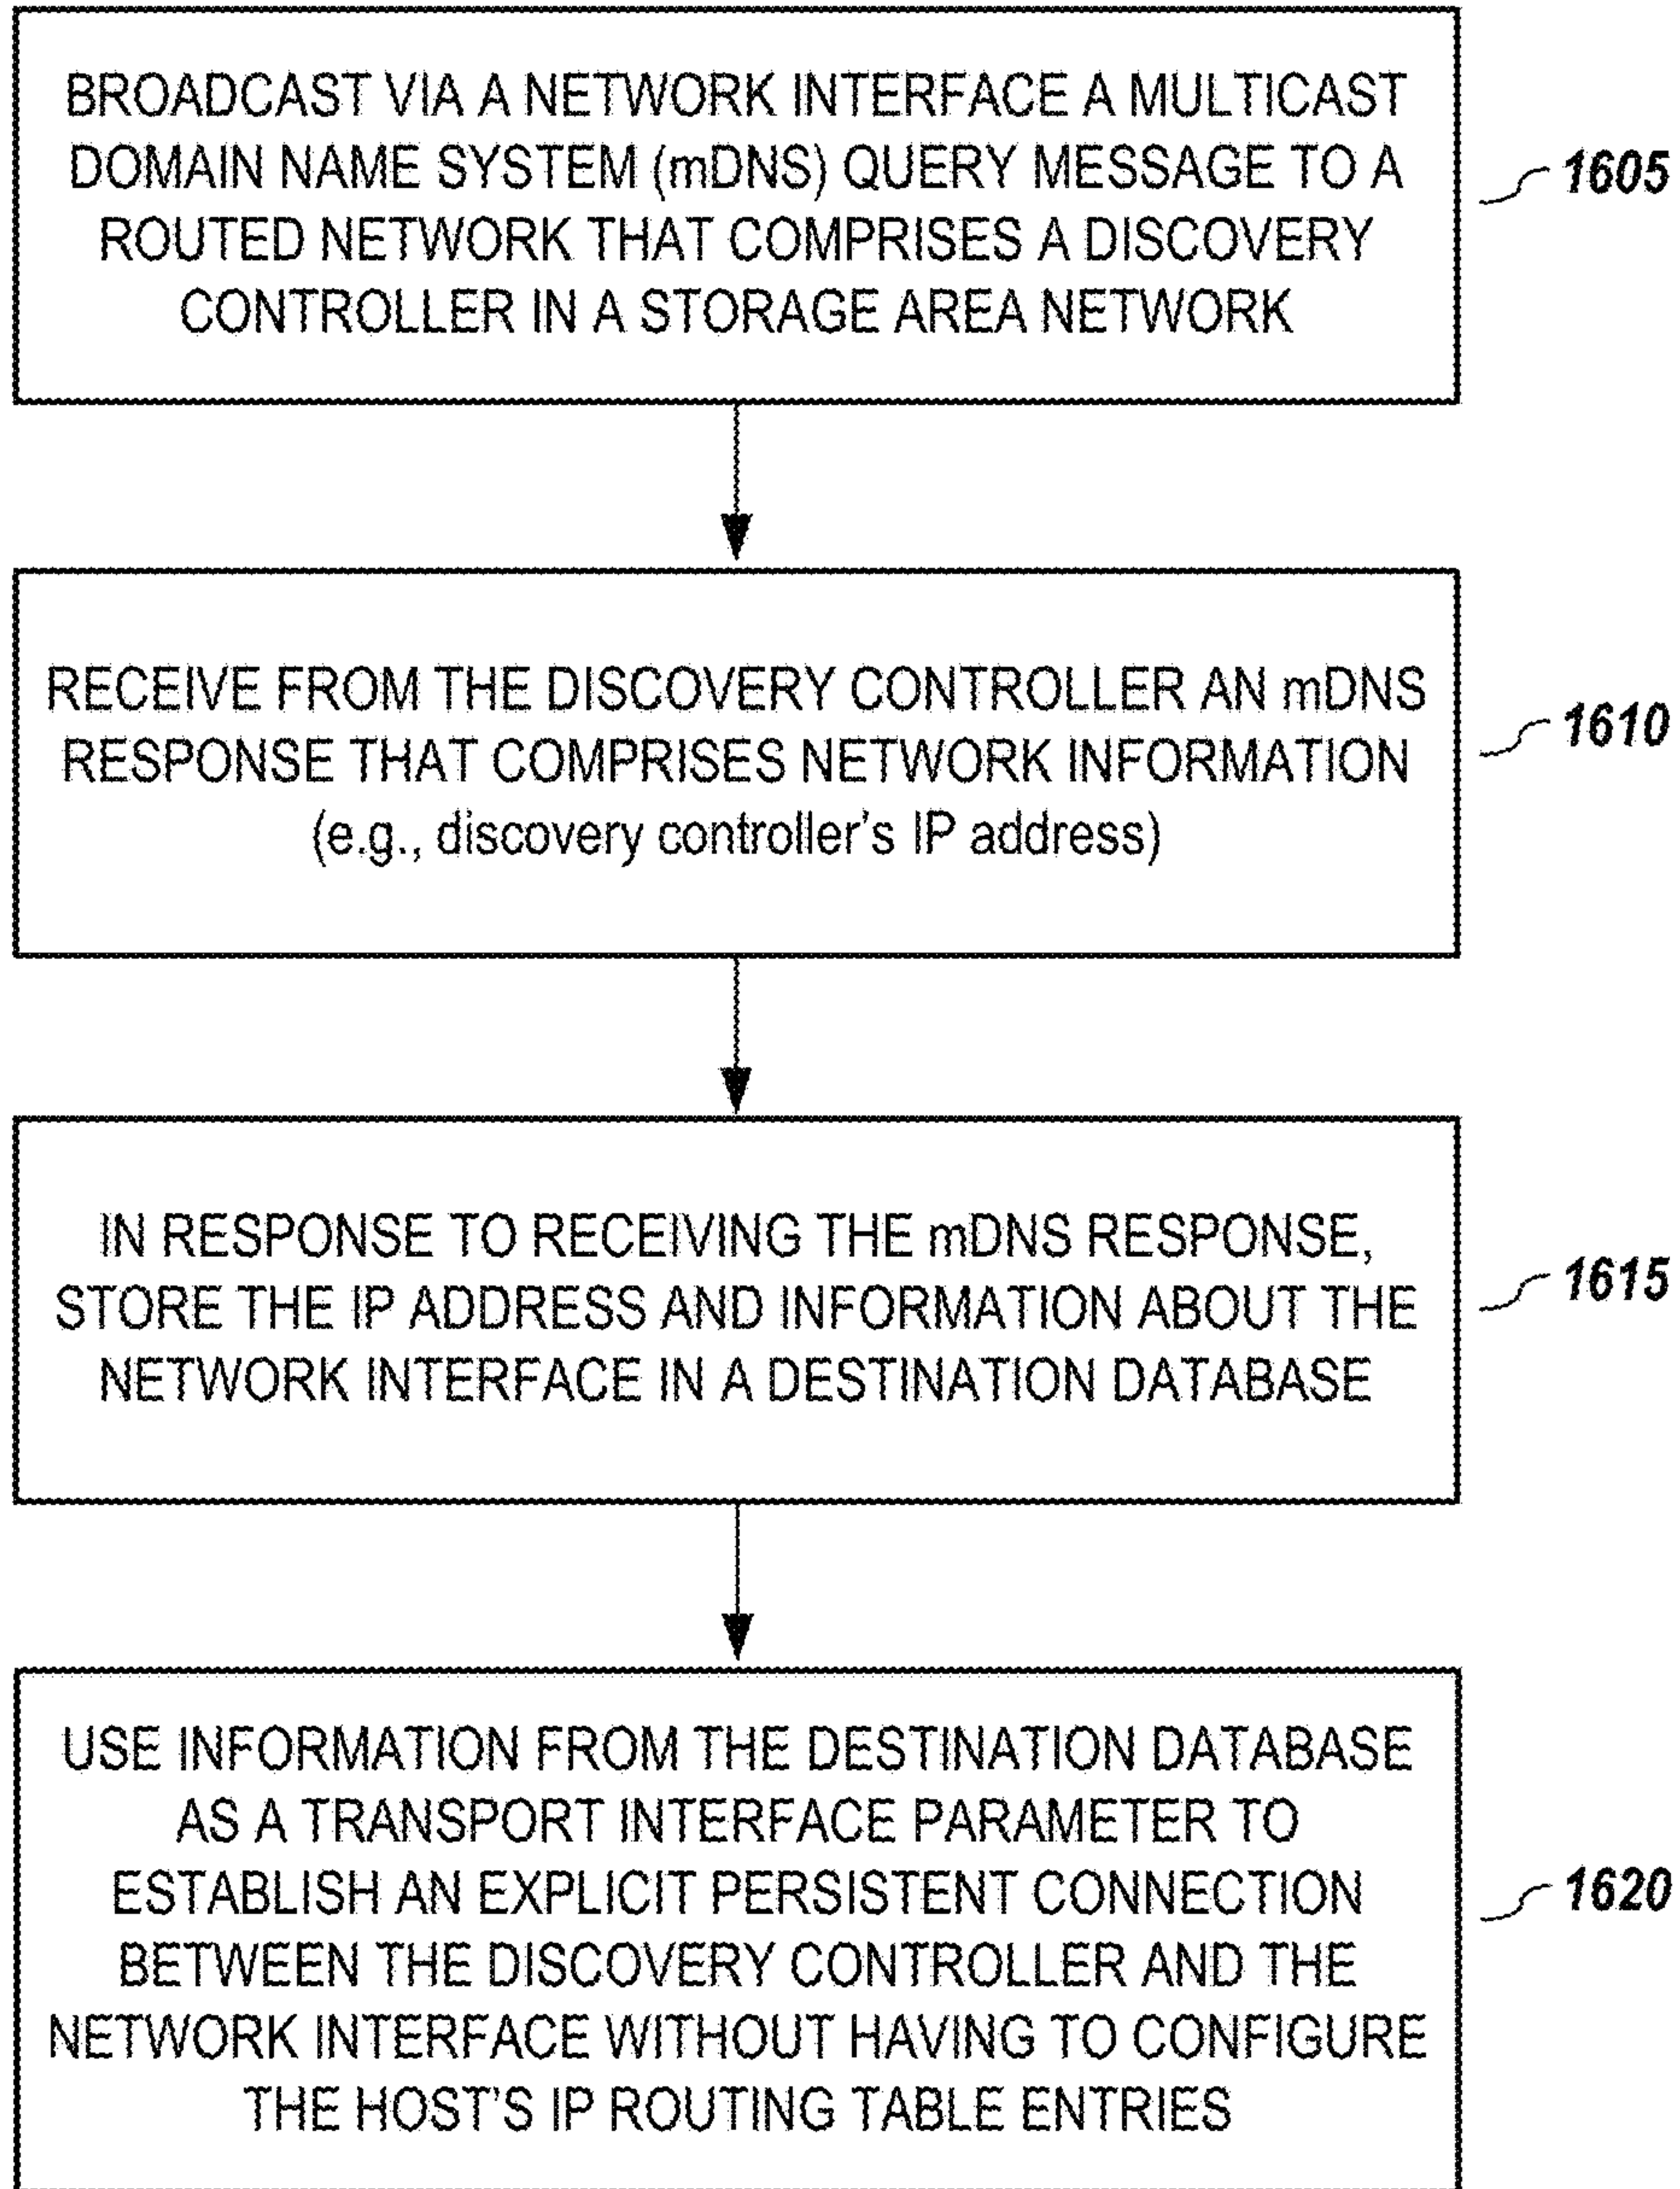 BROADCAST VIA A NETWORK INTERFACE A MULTICAST
DOMAIN NAME SYSTEM (mDNS) QUERY MESSAGE TO A
ROUTED NETWORK THAT COMPRISES A DISCOVERY
CONTROLLER IN A STORAGE AREA NETWORK
1605
RECEIVE FROM THE DISCOVERY CONTROLLER AN mDNS
RESPONSE THAT COMPRISES NETWORK INFORMATION
(e.g., discovery controller's IP address)
1610
IN RESPONSE TO RECEIVING THE mDNS RESPONSE,
STORE THE IP ADDRESS AND INFORMATION ABOUT THE
NETWORK INTERFACE IN A DESTINATION DATABASE
1615
USE INFORMATION FROM THE DESTINATION DATABASE
AS A TRANSPORT INTERFACE PARAMETER TO
ESTABLISH AN EXPLICIT PERSISTENT CONNECTION
BETWEEN THE DISCOVERY CONTROLLER AND THE
NETWORK INTERFACE WITHOUT HAVING TO CONFIGURE
THE HOST'S IP ROUTING TABLE ENTRIES
1620